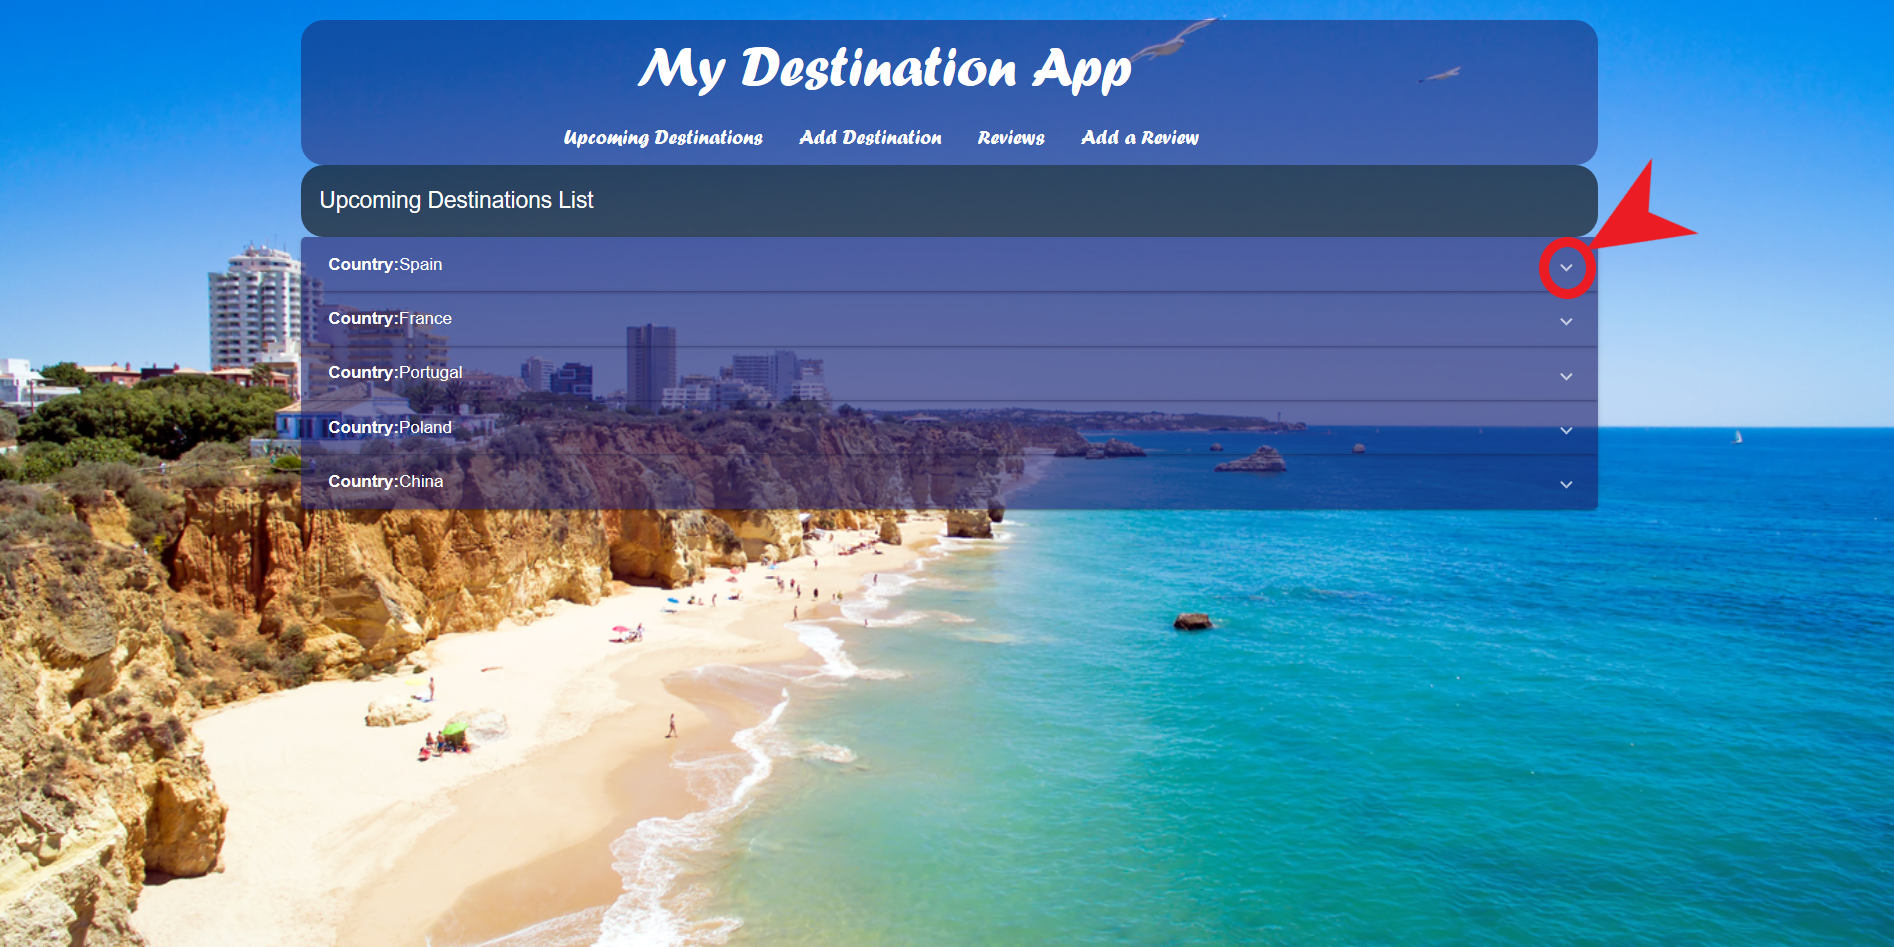 My Destination App
Upcoming Destinations Add Destination Reviews Add a Review
Upcoming Destinations List
Country:Spain
Country:France
Country:Portugal
Country:Poland
Country:China